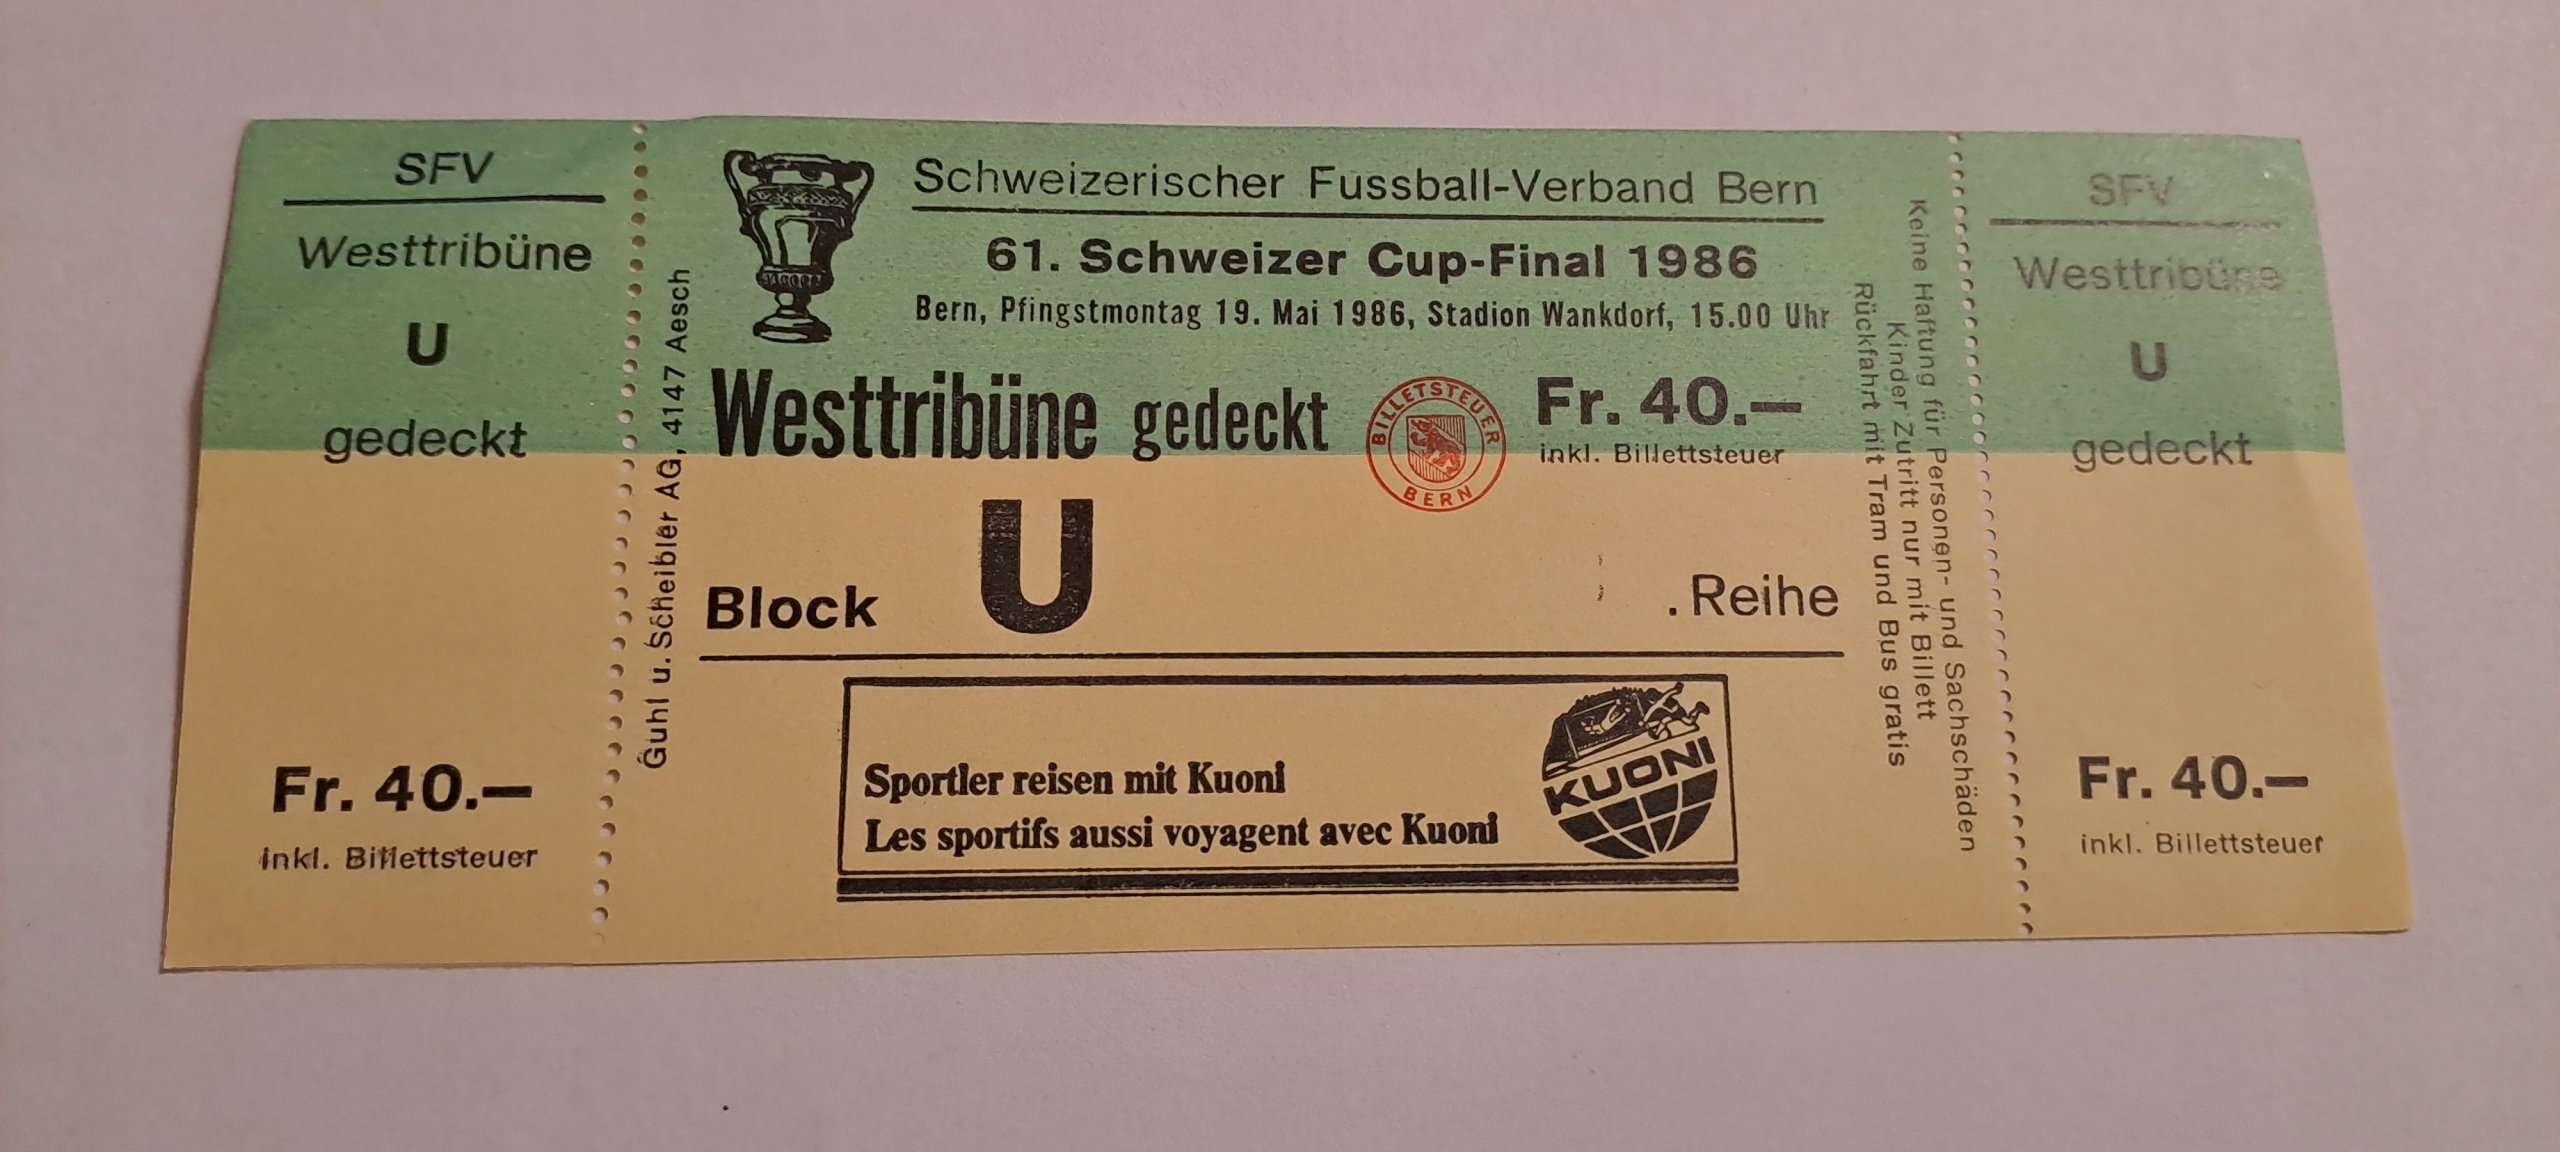 SFV
Westtribüne
U
gedeckt
Fr. 40.—
inkl. Billettsteuer
Guhl u. Scheibler AG, 4147 Aesch
Schweizerischer Fussball-Verband Bern
61. Schweizer Cup-Final 1986
Bern, Pfingstmontag 19. Mai 1986, Stadion Wankdorf, 15.00 Uhr
Westtribüne gedeckt
BILLETSTEUER
BERN
Fr. 40.—
inkl. Billettsteuer
Block U . Reihe
Sportler reisen mit Kuoni
Les sportifs aussi voyagent avec Kuoni
KUONI
Keine Haftung für Personen- und Sachschäden
Kinder Zutritt nur mit Billett
Rückfahrt mit Tram und Bus gratis
SFV
Westtribüne
U
gedeckt
Fr. 40.—
inkl. Billettsteuer